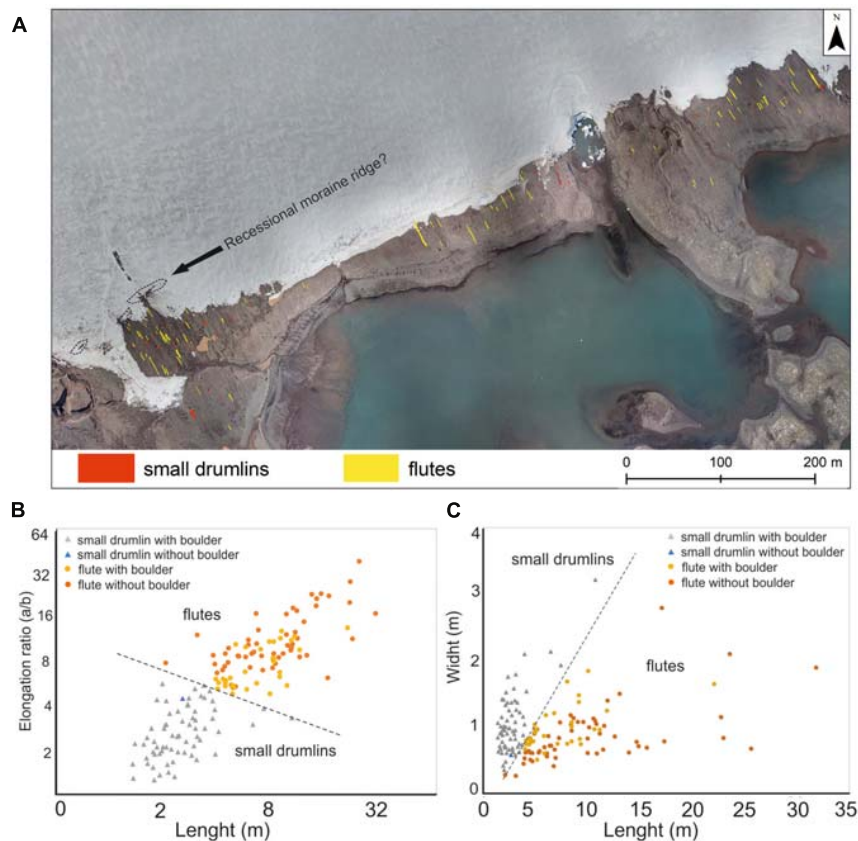 A
N
Recessional moraine ridge?
small drumlins
flutes
0 100 200 m
B
64
32
16
8
4
2
Elongation ratio (a/b)
small drumlin with boulder
small drumlin without boulder
flute with boulder
flute without boulder
flutes
small drumlins
0 2 8 32
Lenght (m)
C
4
3
2
1
0
Widht (m)
small drumlins
small drumlin with boulder
small drumlin without boulder
flute with boulder
flute without boulder
flutes
0 5 10 15 20 25 30 35
Lenght (m)